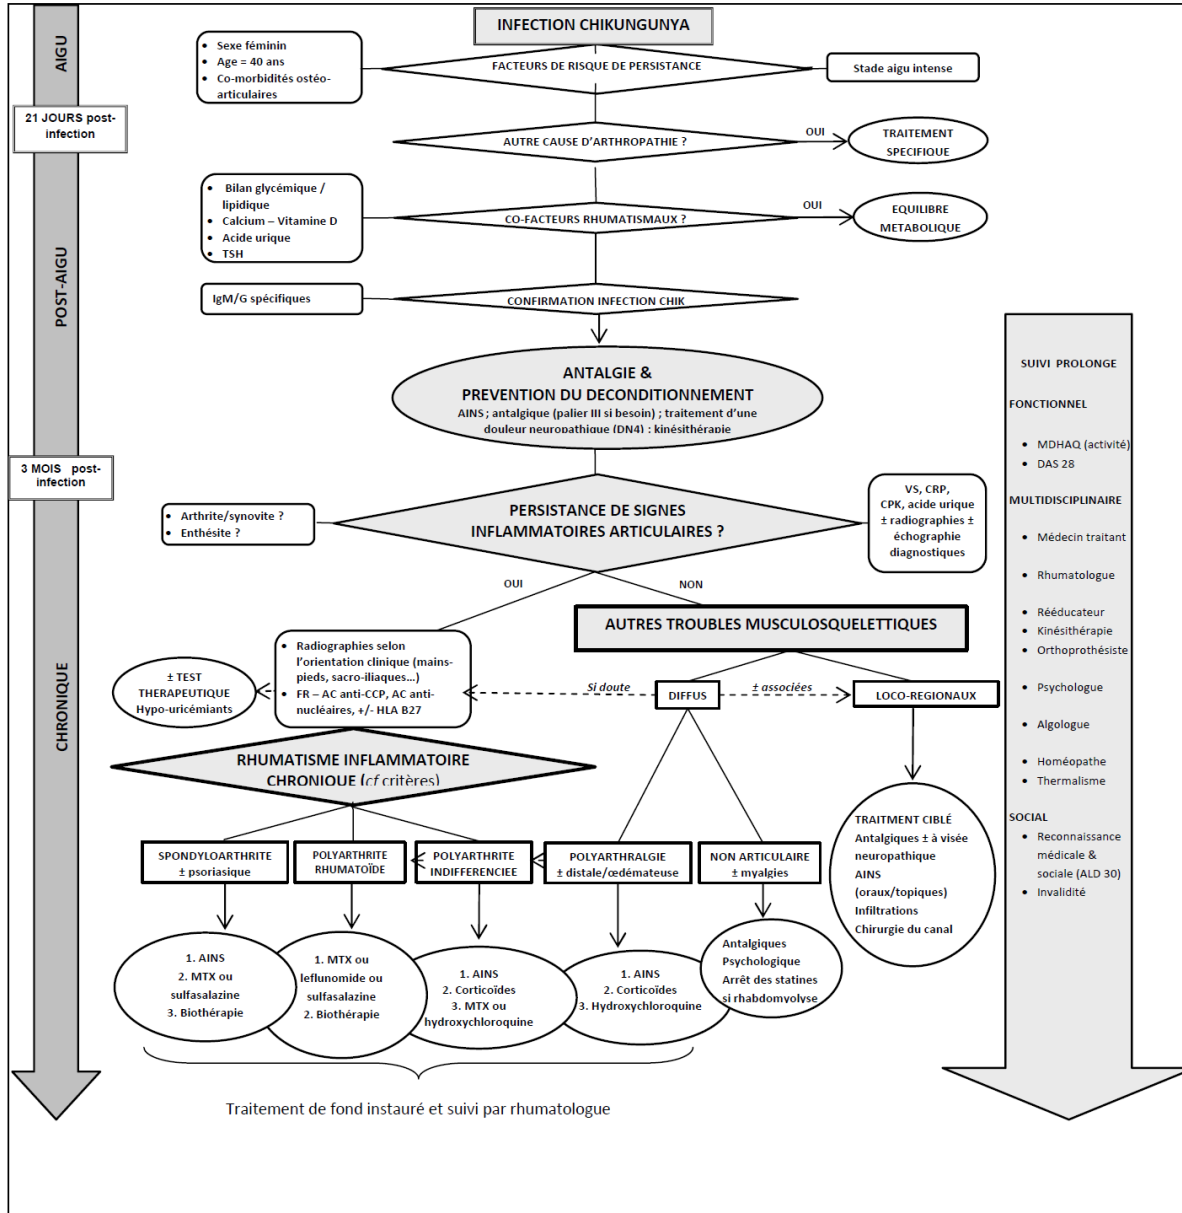 AIGU
21 JOURS post-
infection
POST-AIGU
3 MOIS post-
infection
CHRONIQUE
INFECTION CHIKUNGUNYA
• Sexe féminin
• Age = 40 ans
• Co-morbidités ostéo-
articulaires
FACTEURS DE RISQUE DE PERSISTANCE
Stade aigu intense
AUTRE CAUSE D'ARTHROPATHIE ?
OUI
TRAITEMENT
SPECIFIQUE
• Bilan glycémique /
lipidique
• Calcium – Vitamine D
• Acide urique
• TSH
CO-FACTEURS RHUMATISMAUX ?
OUI
EQUILIBRE
METABOLIQUE
IgM/G spécifiques
CONFIRMATION INFECTION CHIK
ANTALGIE &
PREVENTION DU DECONDITIONNEMENT
AINS ; antalgique (palier III si besoin) ; traitement d'une
douleur neuropathique (DN4) : kinésithérapie
• Arthrite/synovite ?
• Enthésite ?
PERSISTANCE DE SIGNES
INFLAMMATOIRES ARTICULAIRES ?
VS, CRP,
CPK, acide urique
± radiographies ±
échographie
diagnostiques
OUI
NON
AUTRES TROUBLES MUSCULOSQUELETTIQUES
± TEST
THERAPEUTIQUE
Hypo-uricémiants
• Radiographies selon
l'orientation clinique (mains-
pieds, sacro-iliaques...)
• FR – AC anti-CCP, AC anti-
nucléaires, +/- HLA B27
Si doute
DIFFUS
± associées
LOCO-REGIONAUX
RHUMATISME INFLAMMATOIRE
CHRONIQUE (cf critères)
SPONDYLOARTHRITE
± psoriasique
POLYARTHRITE
RHUMATOÏDE
POLYARTHRITE
INDIFFERENCIEE
POLYARTHRALGIE
± distale/œdémateuse
NON ARTICULAIRE
± myalgies
TRAITEMENT CIBLÉ
Antalgiques ± à visée
neuropathique
AINS
(oraux/topiques)
Infiltrations
Chirurgie du canal
1. AINS
2. MTX ou
sulfasalazine
3. Biothérapie
1. MTX ou
leflunomide ou
sulfasalazine
2. Biothérapie
1. AINS
2. Corticoïdes
3. MTX ou
hydroxychloroquine
1. AINS
2. Corticoïdes
3. Hydroxychloroquine
Antalgiques
Psychologique
Arrêt des statines
si rhabdomyolyse
Traitement de fond instauré et suivi par rhumatologue
SUIVI PROLONGE
FONCTIONNEL
• MDHAQ (activité)
• DAS 28
MULTIDISCIPLINAIRE
• Médecin traitant
• Rhumatologue
• Rééducateur
• Kinésithérapie
• Orthoprothésiste
• Psychologue
• Algologue
• Homéopathe
• Thermalisme
SOCIAL
• Reconnaissance
médicale &
sociale (ALD 30)
• Invalidité